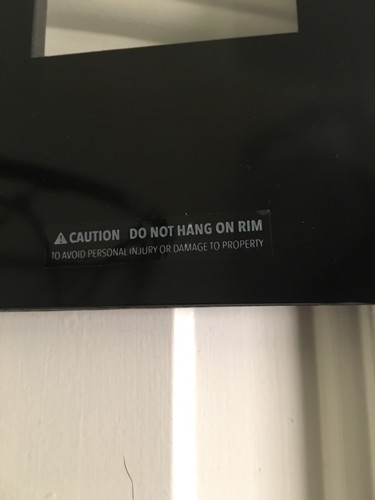 ⚠ CAUTION DO NOT HANG ON RIM
TO AVOID PERSONAL INJURY OR DAMAGE TO PROPERTY